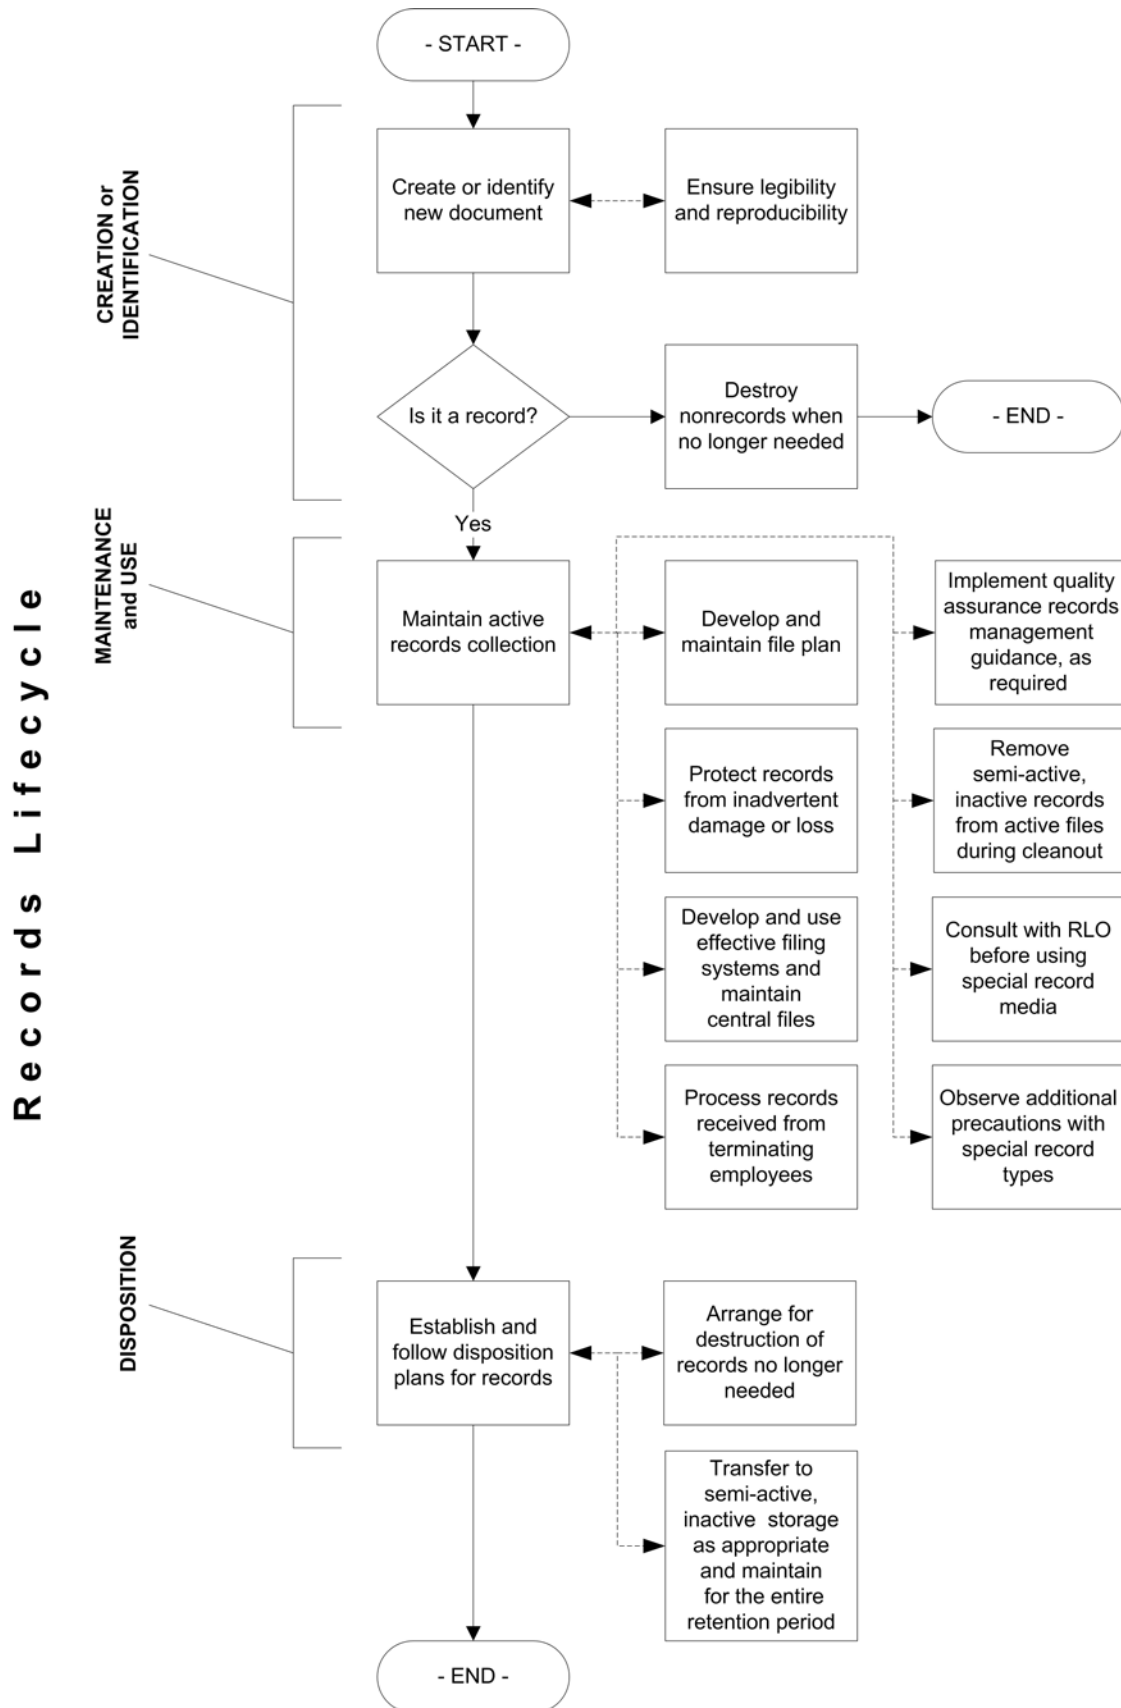 - START -
Records Lifecycle
CREATION or
IDENTIFICATION
Create or identify
new document
Ensure legibility
and reproducibility
Is it a record?
Destroy
nonrecords when
no longer needed
- END -
Yes
MAINTENANCE
and USE
Maintain active
records collection
Develop and
maintain file plan
Implement quality
assurance records
management
guidance, as
required
Protect records
from inadvertent
damage or loss
Remove
semi-active,
inactive records
from active files
during cleanout
Develop and use
effective filing
systems and
maintain
central files
Consult with RLO
before using
special record
media
Process records
received from
terminating
employees
Observe additional
precautions with
special record
types
DISPOSITION
Establish and
follow disposition
plans for records
Arrange for
destruction of
records no longer
needed
Transfer to
semi-active,
inactive storage
as appropriate
and maintain
for the entire
retention period
- END -